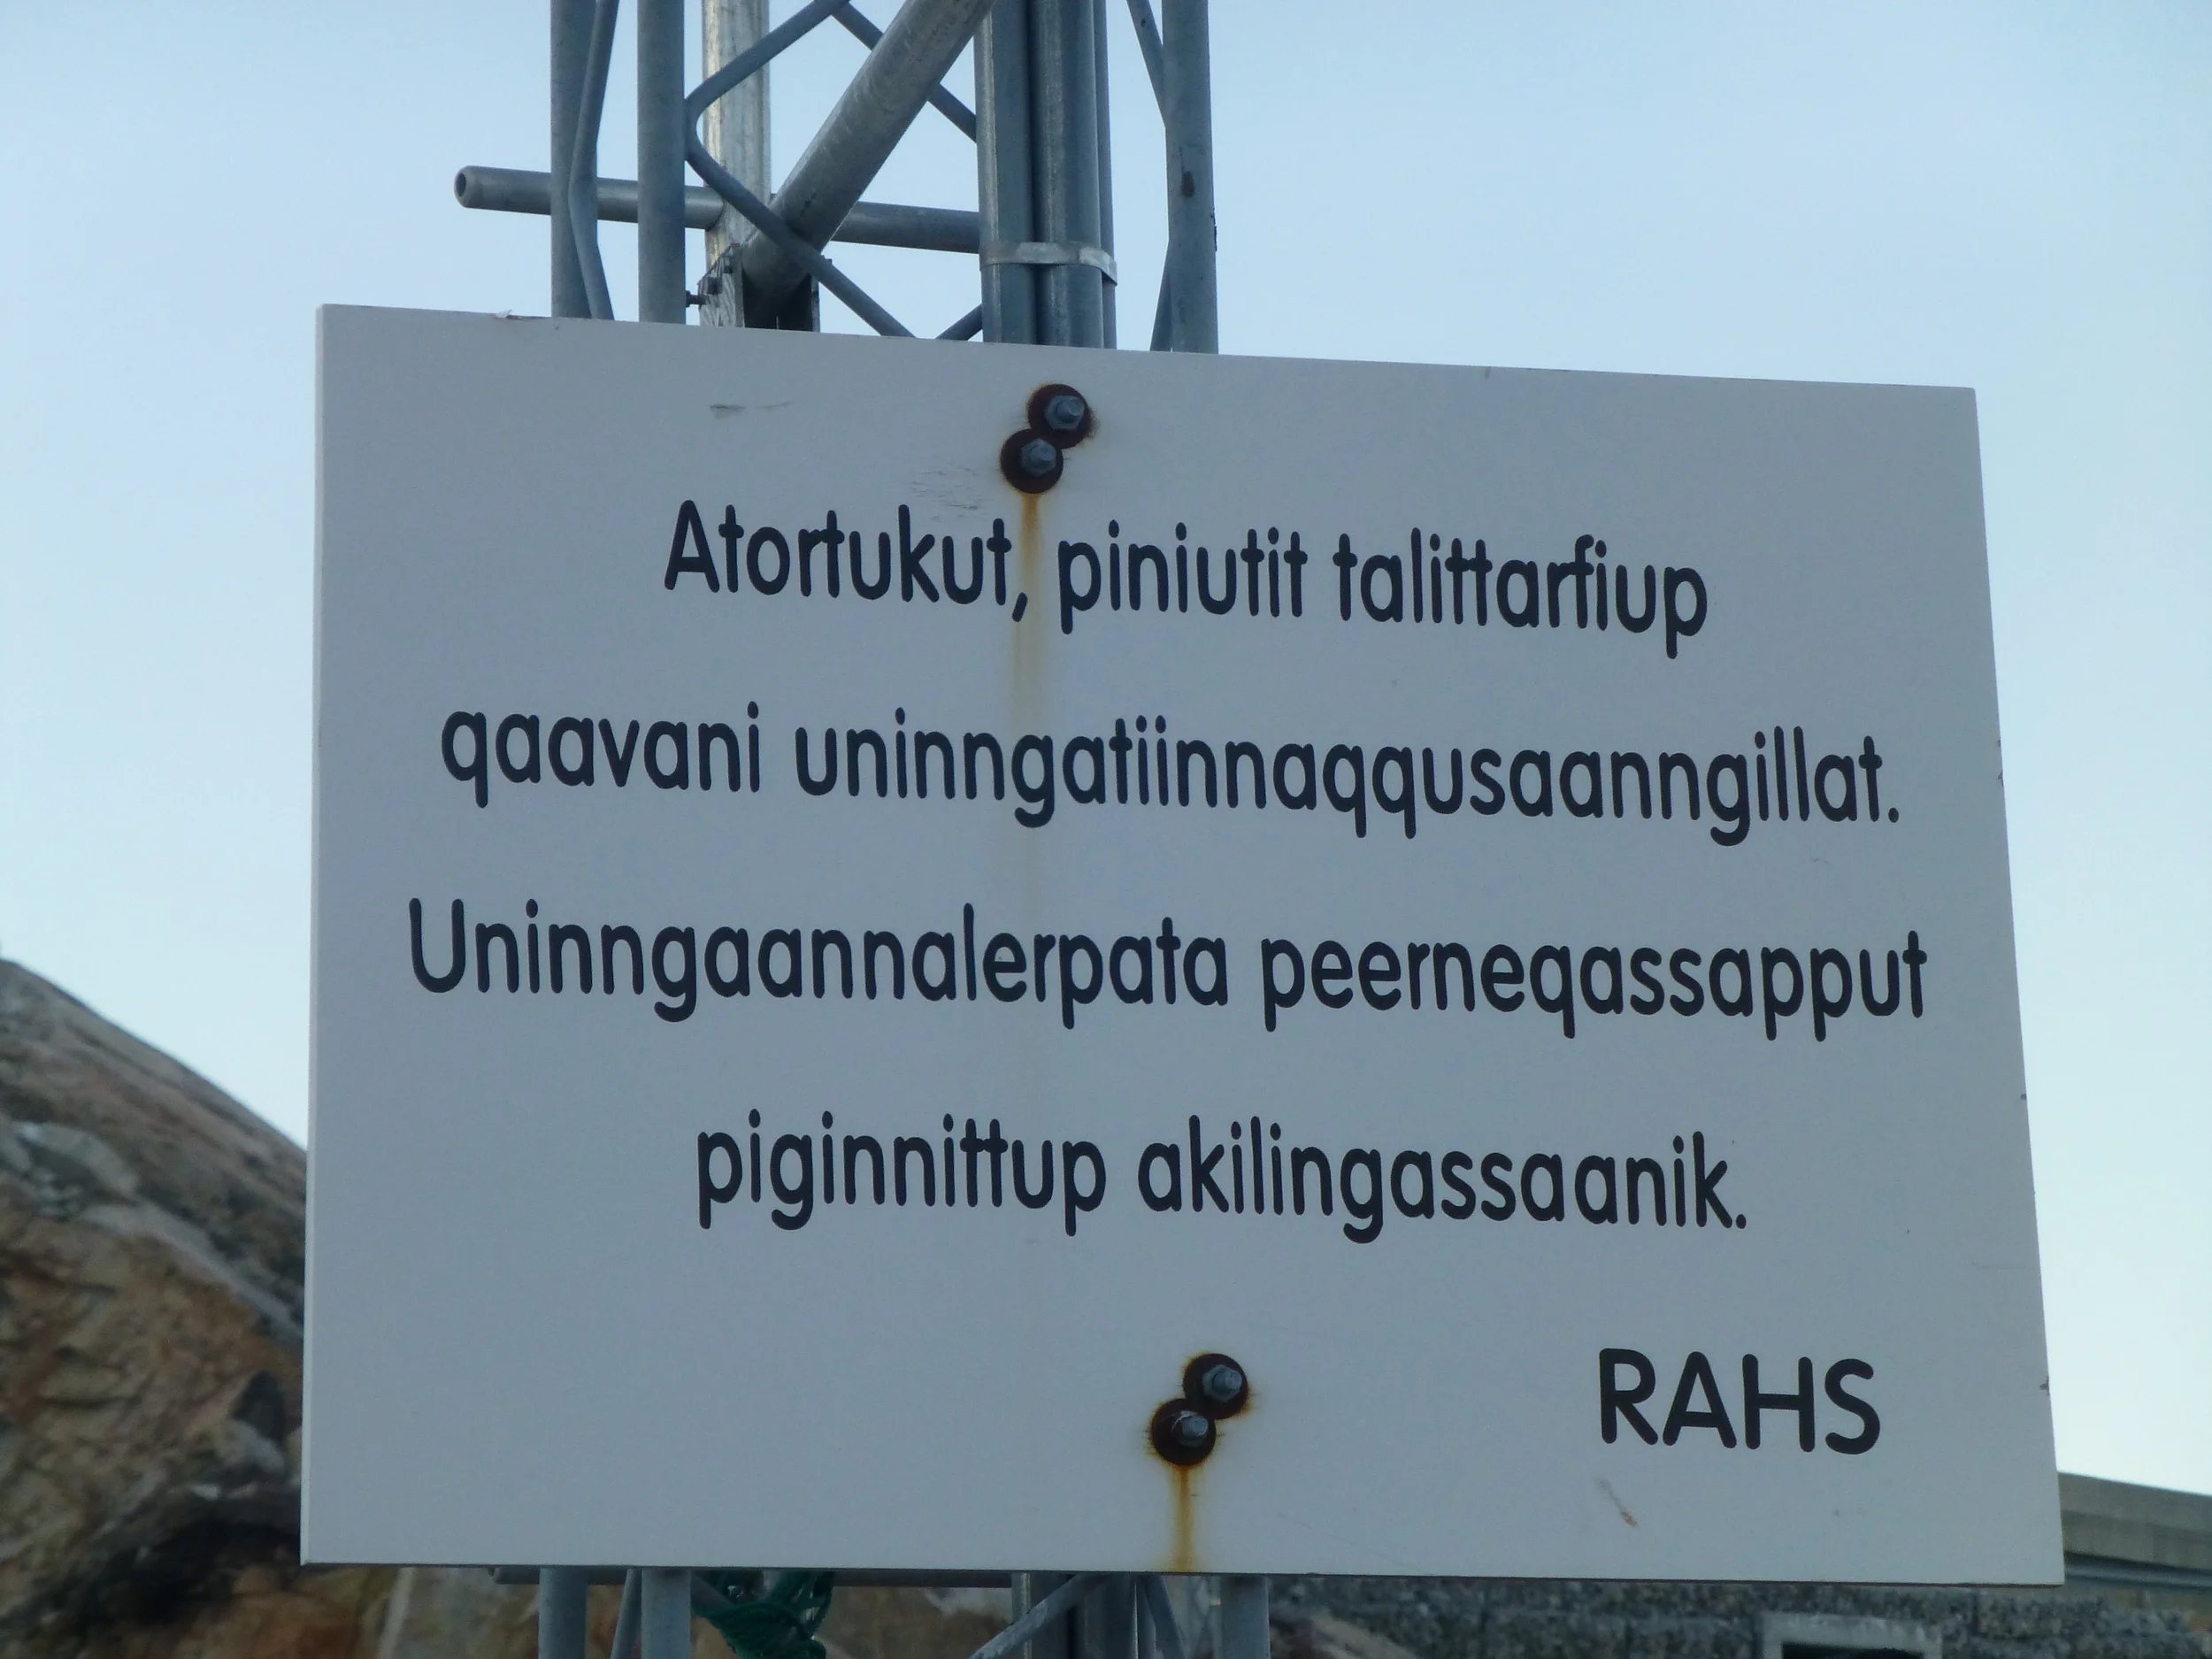 Atortukut, piniutit talittarfiup
qaavani uninngatiinnaqqusaanngillat.
Uninngaannalerpata peerneqassapput
piginnittup akilingassaanik.
RAHS